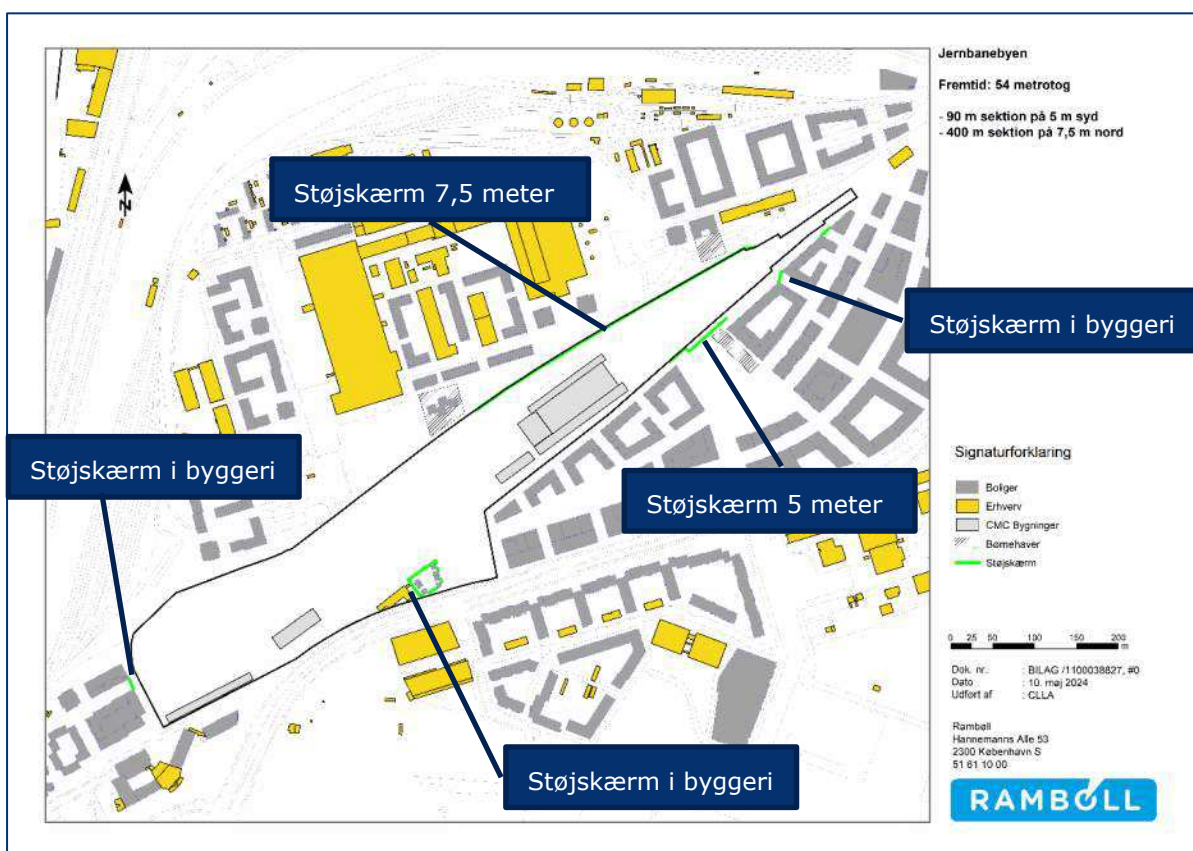 Jernbanebyen
Fremtid: 54 metrotog
- 90 m sektion på 5 m syd
- 400 m sektion på 7,5 m nord
N
Støjskærm 7,5 meter
Støjskærm i byggeri
Støjskærm i byggeri
Støjskærm 5 meter
Støjskærm i byggeri
Signaturforklaring
Boliger
Erhverv
CMC Bygninger
Børnehaver
Støjskærm
0 25 50 100 150 200
m
Dok. nr. : BILAG /1100038827, #0
Dato : 10. maj 2024
Udført af : CLLA
Rambøll
Hannemanns Alle 53
2300 København S
51 61 10 00
RAMBOLL